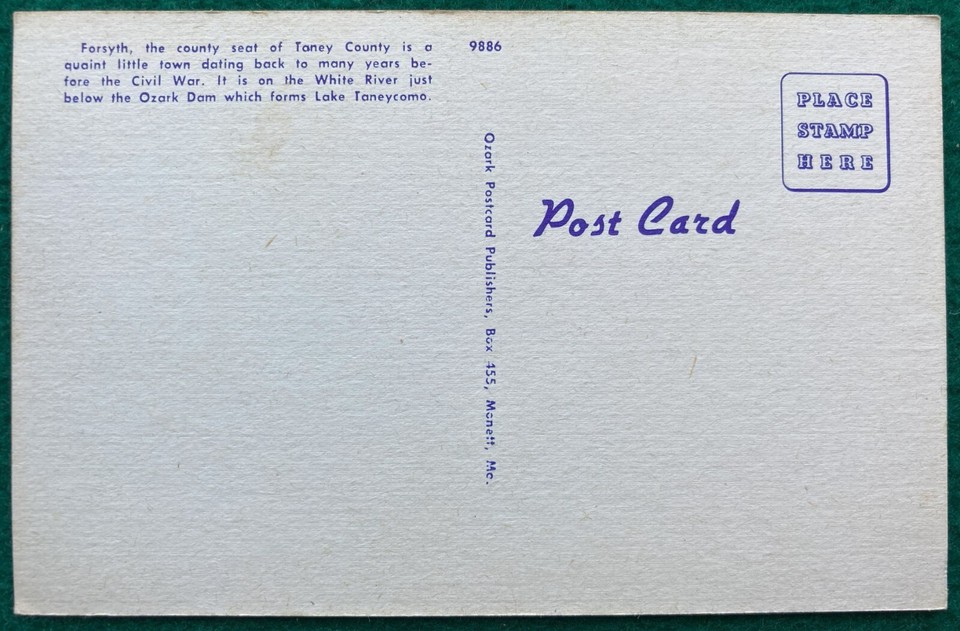 Forsyth, the county seat of Taney County is a
quaint little town dating back to many years be-
fore the Civil War. It is on the White River just
below the Ozark Dam which forms Lake Taneycomo.
9886
PLACE
STAMP
HERE
Post Card
Ozark Postcard Publishers, Box 455, Monett, Mo.